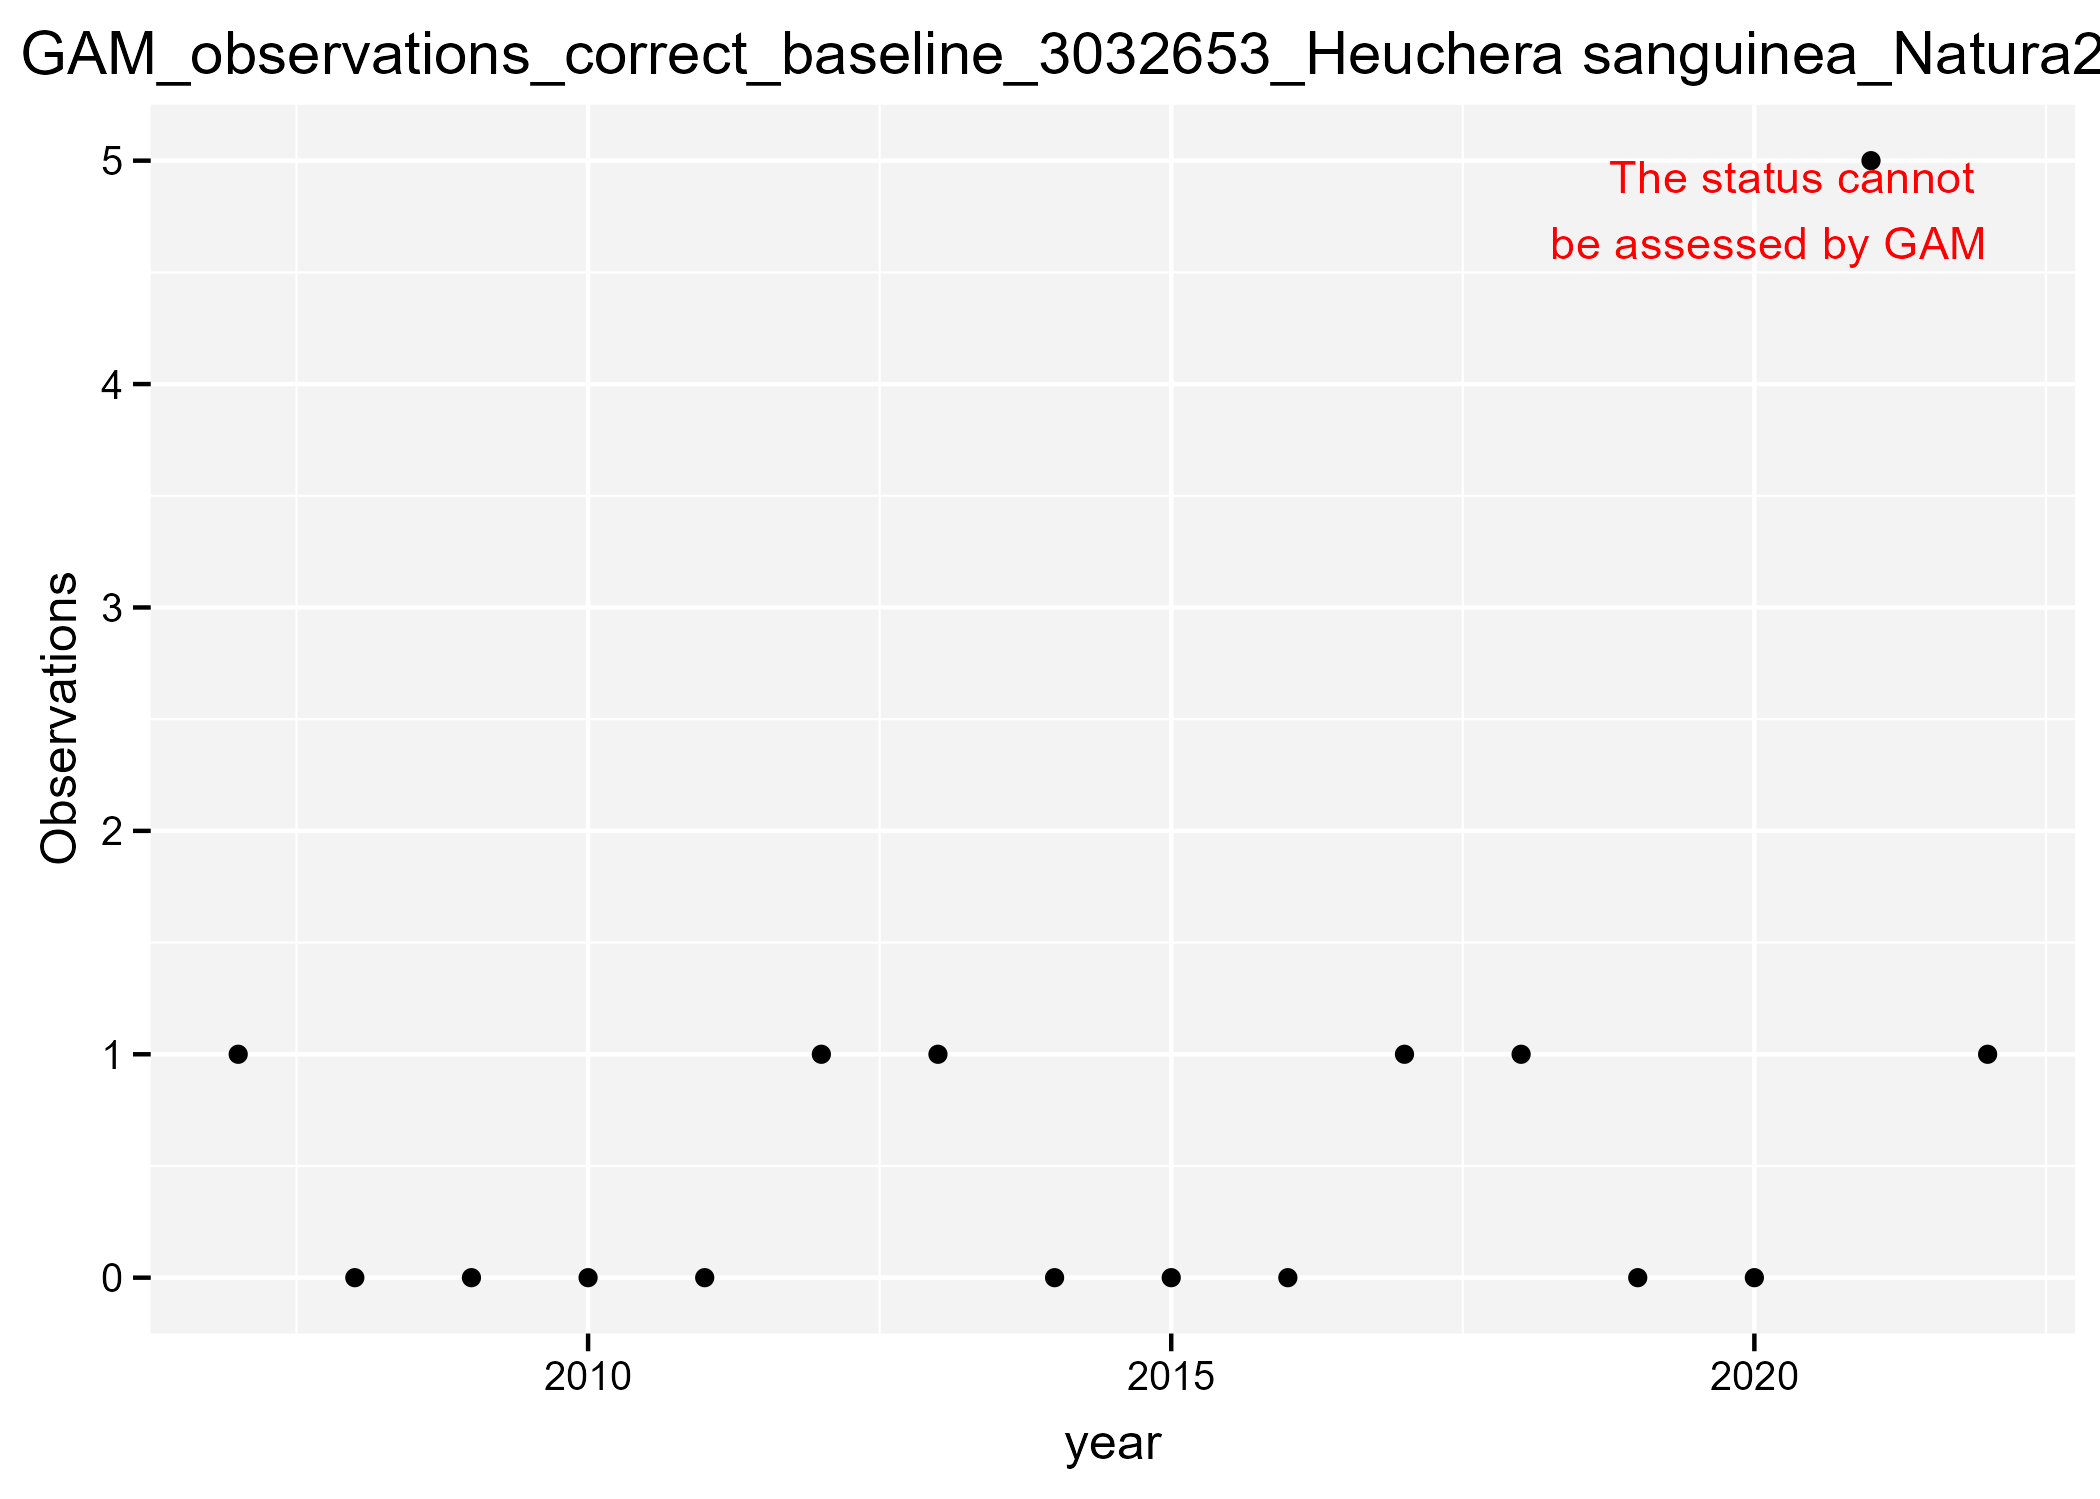 GAM_observations_correct_baseline_3032653_Heuchera sanguinea_Natura2
5
The status cannot
be assessed by GAM
4
3
Observations
2
1
0
2010 2015 2020
year